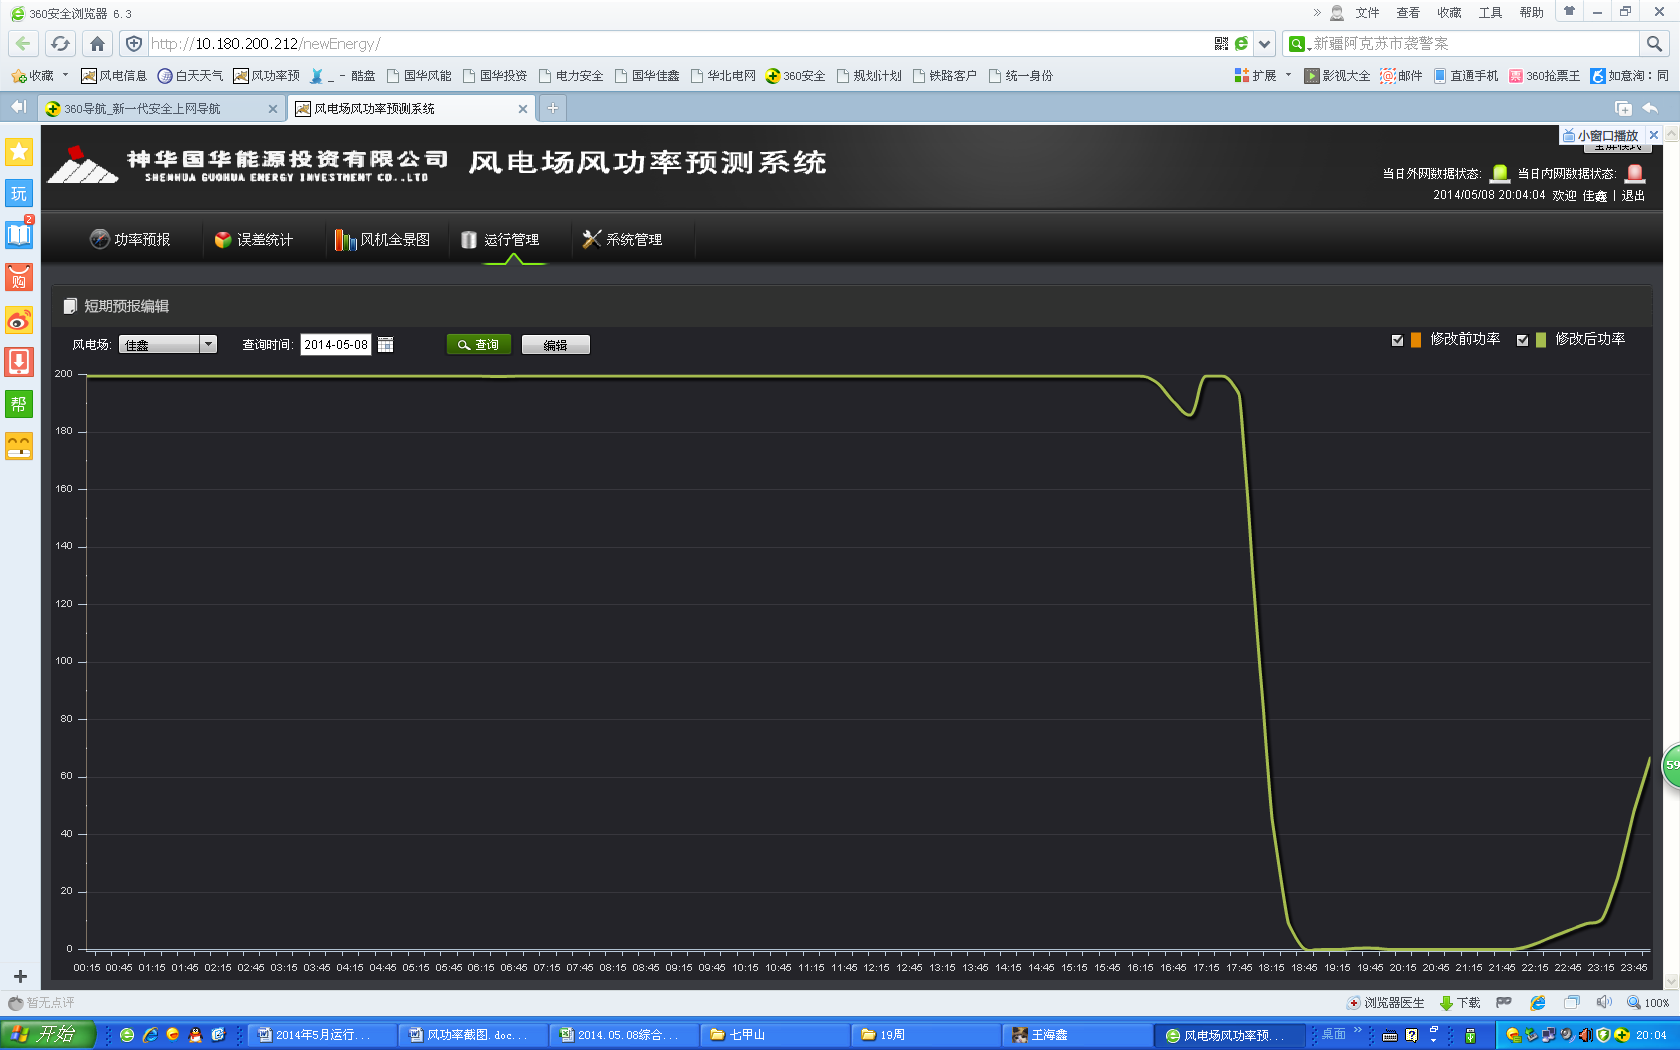 360安全浏览器 6.3
» 文件 查看 收藏 工具 帮助
http://10.180.200.212/newEnergy/
新疆阿克苏市袭警案
收藏 风电信息 白天天气 风功率预 _ - 酷盘 国华风能 国华投资 电力安全 国华佳鑫 华北电网 360安全 规划计划 铁路客户 统一身份
扩展 影视大全 邮件 直通手机 360抢票王 如意淘：同
360导航_新一代安全上网导航
风电场风功率预测系统
小窗口播放
全屏模式
玩
2
购
帮
神华国华能源投资有限公司
SHENHUA GUOHUA ENERGY INVESTMENT CO.,LTD
风电场风功率预测系统
当日外网数据状态: 当日内网数据状态:
2014/05/08 20:04:04 欢迎 佳鑫 | 退出
功率预报 误差统计 风机全景图 运行管理 系统管理
短期预报编辑
风电场: 佳鑫 查询时间: 2014-05-08 查询 编辑
修改前功率 修改后功率
200
180
160
140
120
100
80
60
40
20
0
00:15 00:45 01:15 01:45 02:15 02:45 03:15 03:45 04:15 04:45 05:15 05:45 06:15 06:45 07:15 07:45 08:15 08:45 09:15 09:45 10:15 10:45 11:15 11:45 12:15 12:45 13:15 13:45 14:15 14:45 15:15 15:45 16:15 16:45 17:15 17:45 18:15 18:45 19:15 19:45 20:15 20:45 21:15 21:45 22:15 22:45 23:15 23:45
59
暂无点评
浏览器医生 下载 100%
开始
2014年5月运行...
风功率截图.doc...
2014.05.08综合...
七甲山
19周
王海鑫
风电场风功率预...
桌面 »
20:04